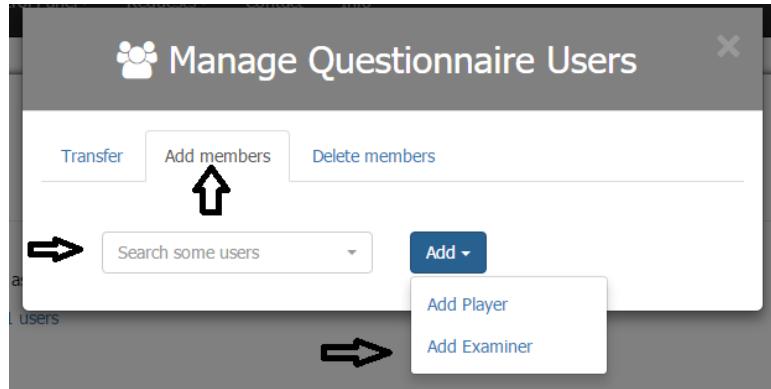 Manage Questionnaire Users
×
Transfer Add members Delete members
Search some users Add
Add Player
users
Add Examiner